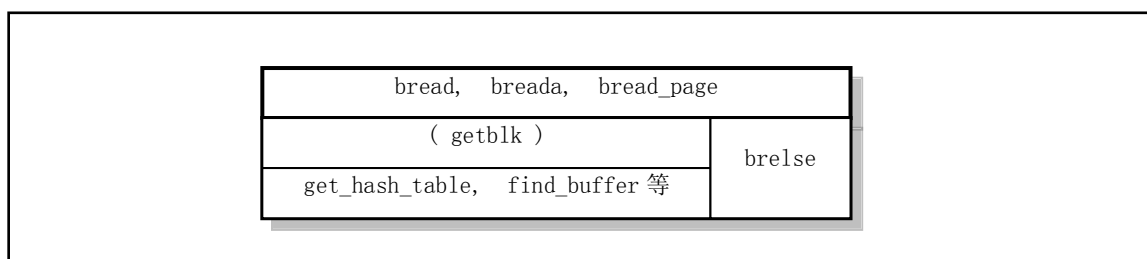 bread, breada, bread_page
( getblk )
brelse
get_hash_table, find_buffer 等